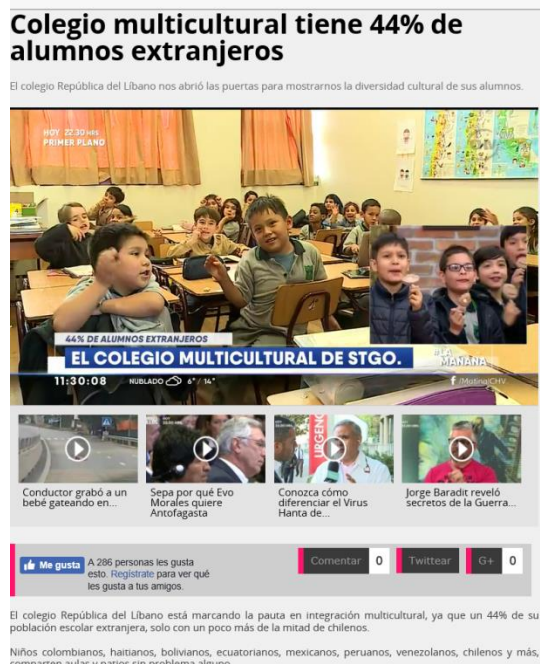 Colegio multicultural tiene 44% de
alumnos extranjeros
El colegio República del Líbano nos abrió las puertas para mostrarnos la diversidad cultural de sus alumnos.
HOY 22.30 HRS
PRIMER PLANO
44% DE ALUMNOS EXTRANJEROS
EL COLEGIO MULTICULTURAL DE STGO.
#LA
MAÑANA
11:30:08 NUBLADO 6° / 14°
f /MatinalCHV
URGENC
Conductor grabó a un
bebé gateando en...
Sepa por qué Evo
Morales quiere
Antofagasta
Conozca cómo
diferenciar el Virus
Hanta de...
Jorge Baradit reveló
secretos de la Guerra...
Me gusta
A 286 personas les gusta
esto. Regístrate para ver qué
les gusta a tus amigos.
Comentar 0 Twittear G+ 0
El colegio República del Líbano está marcando la pauta en integración multicultural, ya que un 44% de su
población escolar extranjera, solo con un poco más de la mitad de chilenos.
Niños colombianos, haitianos, bolivianos, ecuatorianos, mexicanos, peruanos, venezolanos, chilenos y más,
comparten aulas y patios sin problema alguno.